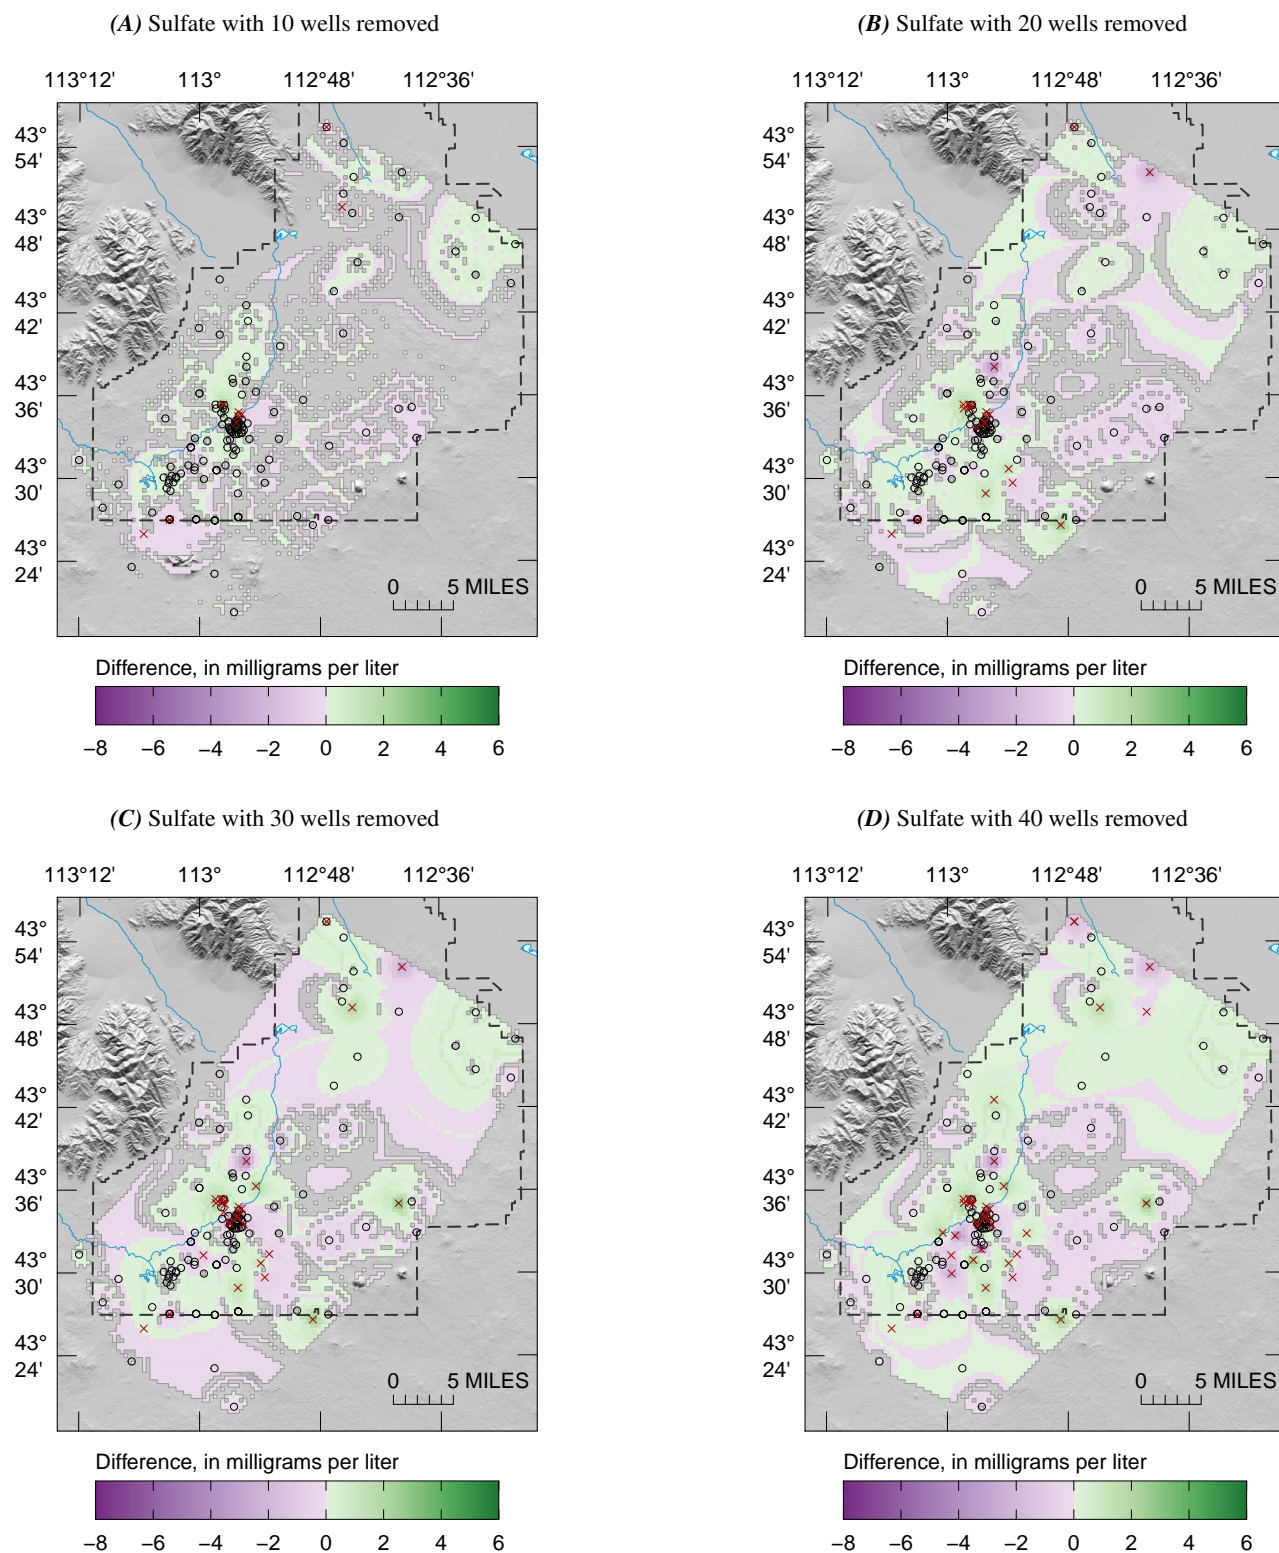 (A) Sulfate with 10 wells removed
113°12' 113° 112°48' 112°36'
43°
54'
43°
48'
43°
42'
43°
36'
43°
30'
43°
24'
0 5 MILES
Difference, in milligrams per liter
−8 −6 −4 −2 0 2 4 6
(B) Sulfate with 20 wells removed
113°12' 113° 112°48' 112°36'
43°
54'
43°
48'
43°
42'
43°
36'
43°
30'
43°
24'
0 5 MILES
Difference, in milligrams per liter
−8 −6 −4 −2 0 2 4 6
(C) Sulfate with 30 wells removed
113°12' 113° 112°48' 112°36'
43°
54'
43°
48'
43°
42'
43°
36'
43°
30'
43°
24'
0 5 MILES
Difference, in milligrams per liter
−8 −6 −4 −2 0 2 4 6
(D) Sulfate with 40 wells removed
113°12' 113° 112°48' 112°36'
43°
54'
43°
48'
43°
42'
43°
36'
43°
30'
43°
24'
0 5 MILES
Difference, in milligrams per liter
−8 −6 −4 −2 0 2 4 6